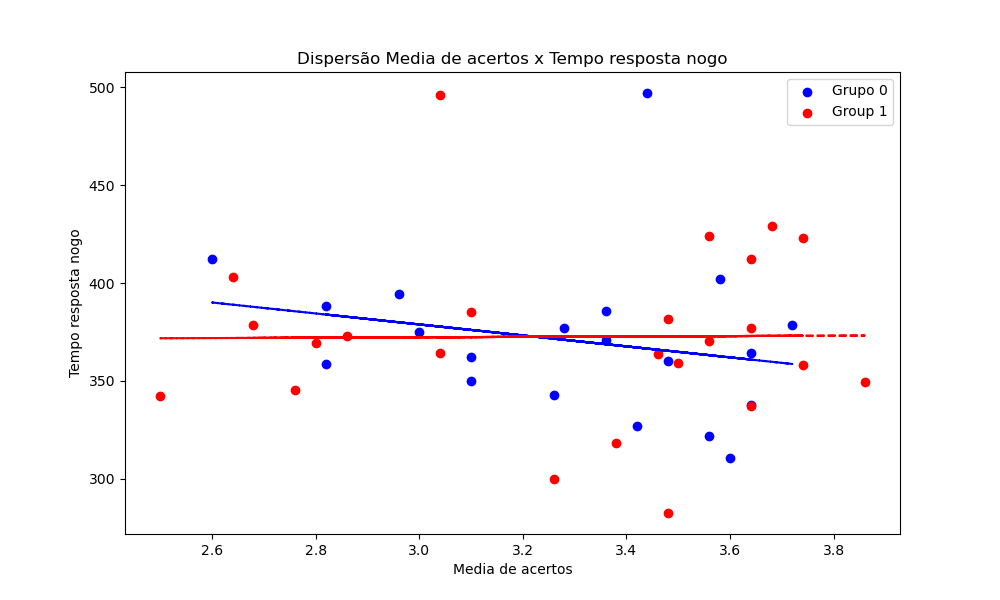 Dispersão Media de acertos x Tempo resposta nogo
Grupo 0
Group 1
Tempo resposta nogo
500
450
400
350
300
2.6 2.8 3.0 3.2 3.4 3.6 3.8
Media de acertos